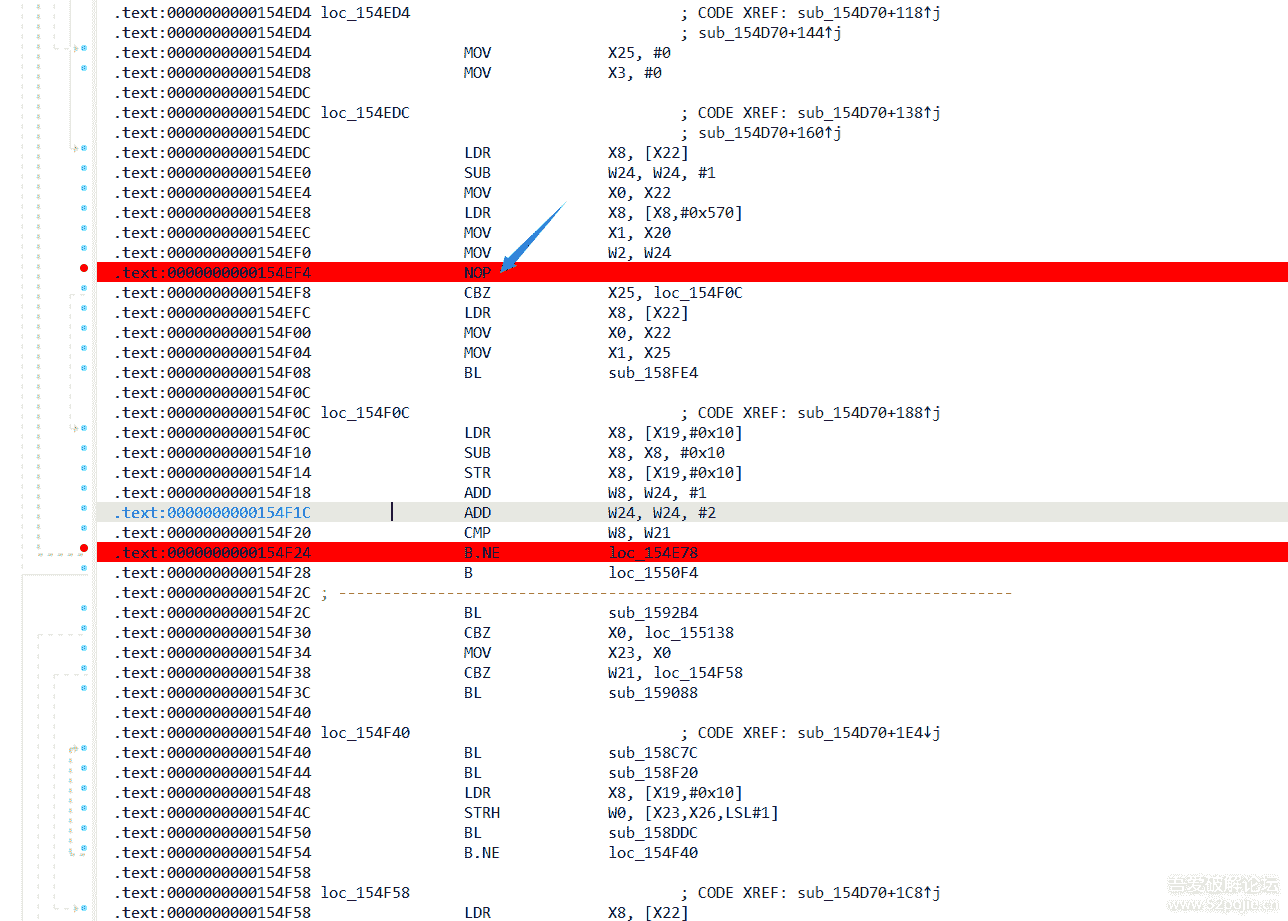 .text:0000000000154ED4 loc_154ED4 ; CODE XREF: sub_154D70+118↑j
.text:0000000000154ED4 ; sub_154D70+144↑j
.text:0000000000154ED4 MOV X25, #0
.text:0000000000154ED8 MOV X3, #0
.text:0000000000154EDC
.text:0000000000154EDC loc_154EDC ; CODE XREF: sub_154D70+138↑j
.text:0000000000154EDC ; sub_154D70+160↑j
.text:0000000000154EDC LDR X8, [X22]
.text:0000000000154EE0 SUB W24, W24, #1
.text:0000000000154EE4 MOV X0, X22
.text:0000000000154EE8 LDR X8, [X8,#0x570]
.text:0000000000154EEC MOV X1, X20
.text:0000000000154EF0 MOV W2, W24
.text:0000000000154EF4 NOP
.text:0000000000154EF8 CBZ X25, loc_154F0C
.text:0000000000154EFC LDR X8, [X22]
.text:0000000000154F00 MOV X0, X22
.text:0000000000154F04 MOV X1, X25
.text:0000000000154F08 BL sub_158FE4
.text:0000000000154F0C
.text:0000000000154F0C loc_154F0C ; CODE XREF: sub_154D70+188↑j
.text:0000000000154F0C LDR X8, [X19,#0x10]
.text:0000000000154F10 SUB X8, X8, #0x10
.text:0000000000154F14 STR X8, [X19,#0x10]
.text:0000000000154F18 ADD W8, W24, #1
.text:0000000000154F1C ADD W24, W24, #2
.text:0000000000154F20 CMP W8, W21
.text:0000000000154F24 B.NE loc_154E78
.text:0000000000154F28 B loc_1550F4
.text:0000000000154F2C ; ---------------------------------------------------------------------------
.text:0000000000154F2C BL sub_1592B4
.text:0000000000154F30 CBZ X0, loc_155138
.text:0000000000154F34 MOV X23, X0
.text:0000000000154F38 CBZ W21, loc_154F58
.text:0000000000154F3C BL sub_159088
.text:0000000000154F40
.text:0000000000154F40 loc_154F40 ; CODE XREF: sub_154D70+1E4↓j
.text:0000000000154F40 BL sub_158C7C
.text:0000000000154F44 BL sub_158F20
.text:0000000000154F48 LDR X8, [X19,#0x10]
.text:0000000000154F4C STRH W0, [X23,X26,LSL#1]
.text:0000000000154F50 BL sub_158DDC
.text:0000000000154F54 B.NE loc_154F40
.text:0000000000154F58
.text:0000000000154F58 loc_154F58 ; CODE XREF: sub_154D70+1C8↑j
.text:0000000000154F58 LDR X8, [X22]
吾爱破解论坛
www.52pojie.cn